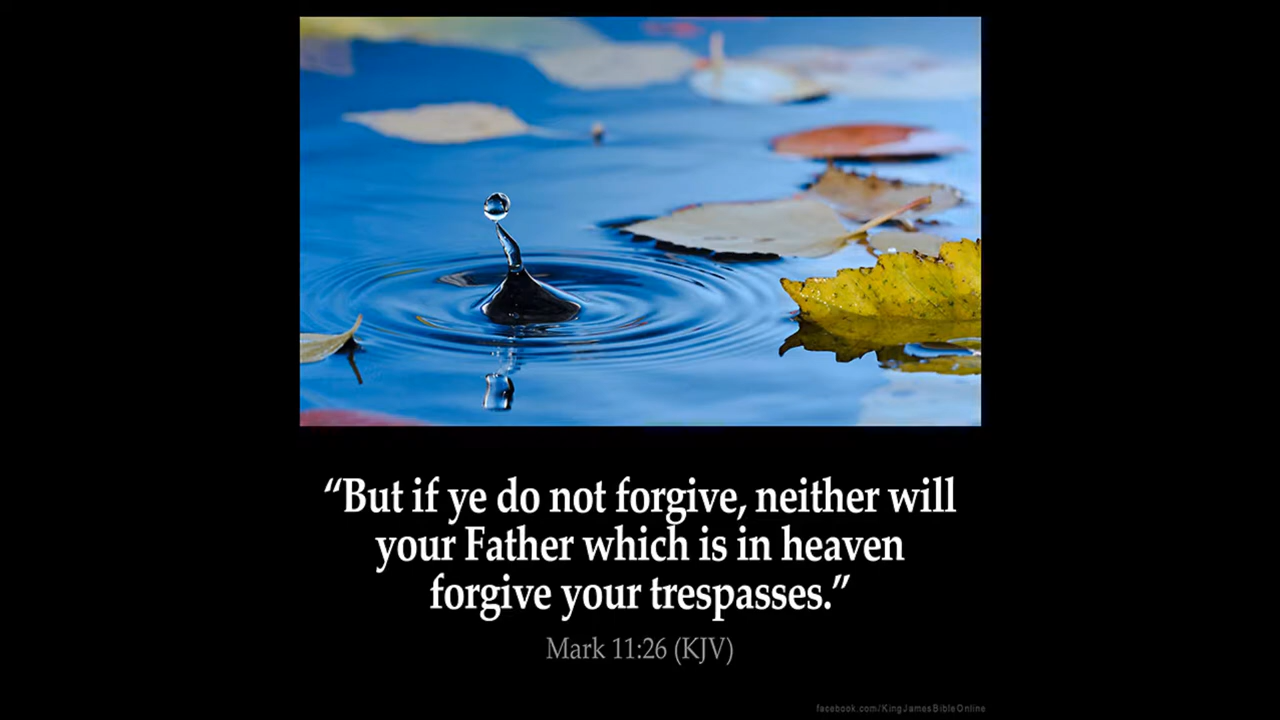 “But if ye do not forgive, neither will
your Father which is in heaven
forgive your trespasses.”
Mark 11:26 (KJV)
facebook.com/KingJamesBibleOnline